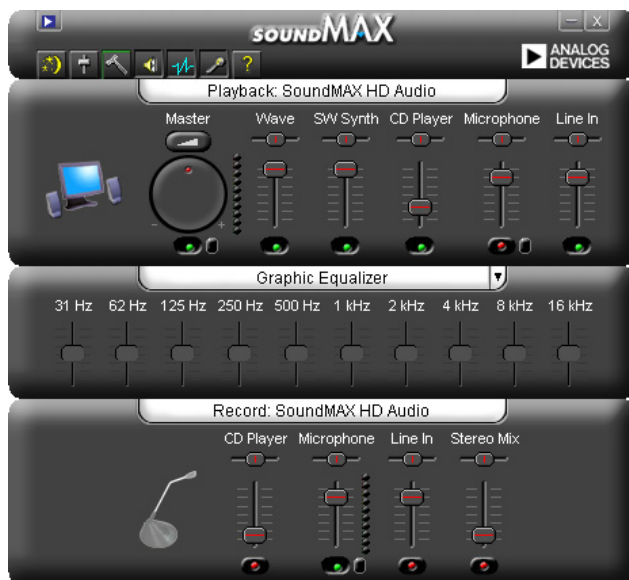 SOUNDMAX
ANALOG
DEVICES
?
Playback: SoundMAX HD Audio
Master Wave SW Synth CD Player Microphone Line In
- +
Graphic Equalizer
31 Hz 62 Hz 125 Hz 250 Hz 500 Hz 1 kHz 2 kHz 4 kHz 8 kHz 16 kHz
Record: SoundMAX HD Audio
CD Player Microphone Line In Stereo Mix